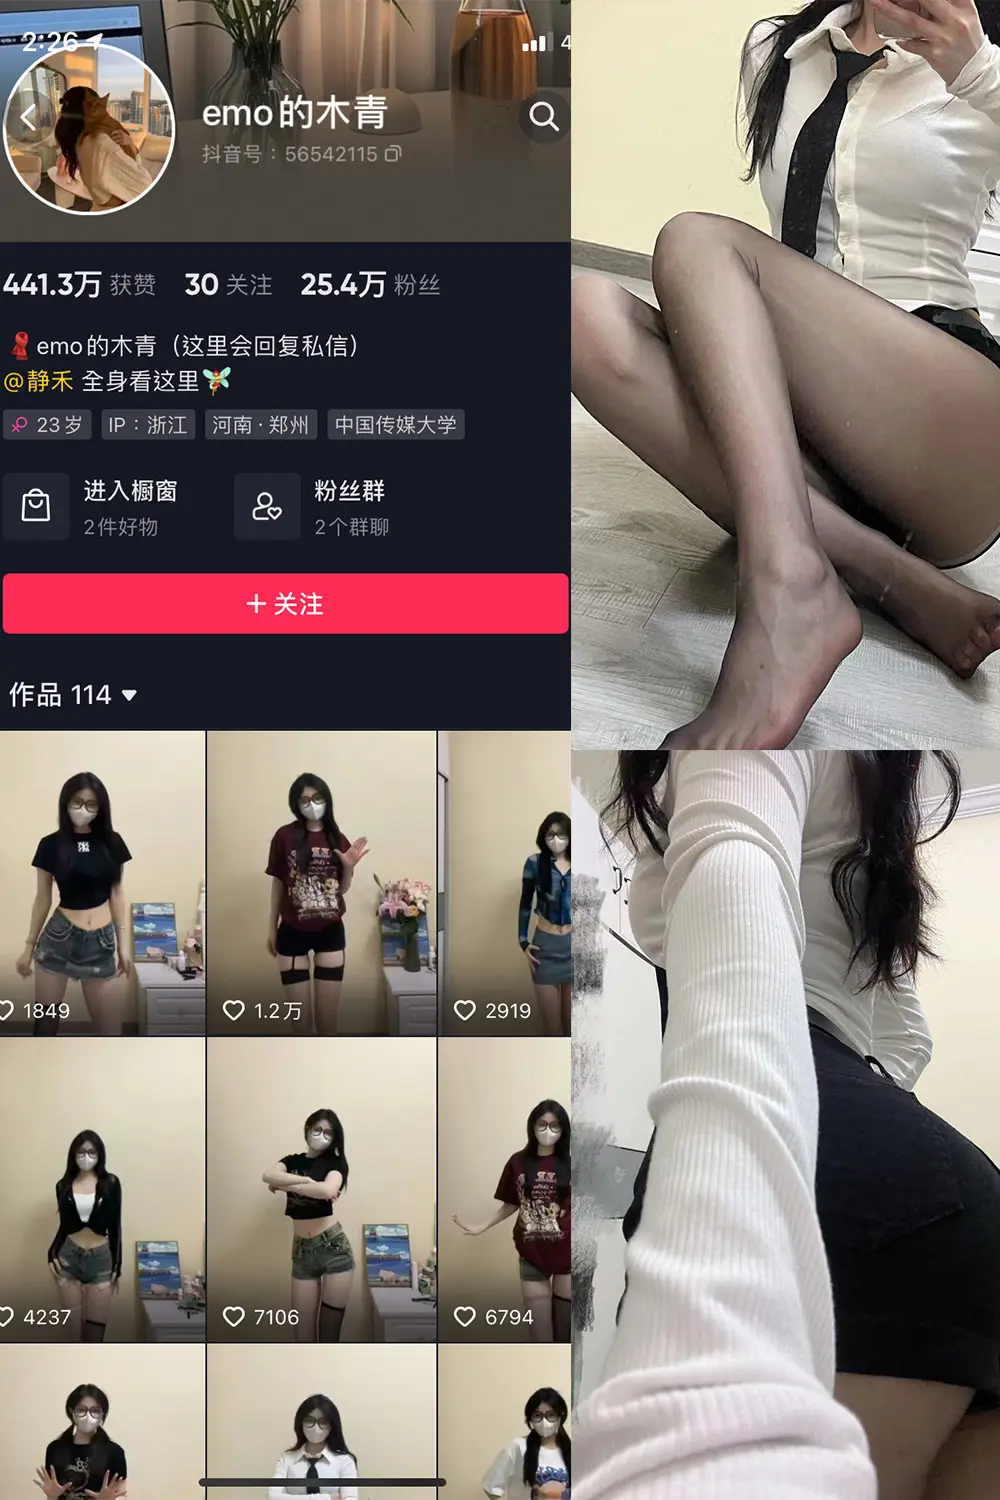 2:26
4
emo的木青
抖音号：56542115
441.3万 获赞 30 关注 25.4万 粉丝
emo的木青（这里会回复私信）
@静禾 全身看这里
23岁 IP：浙江 河南·郑州 中国传媒大学
进入橱窗 粉丝群
2件好物 2个群聊
+ 关注
作品 114
1849 1.2万 2919
4237 7106 6794